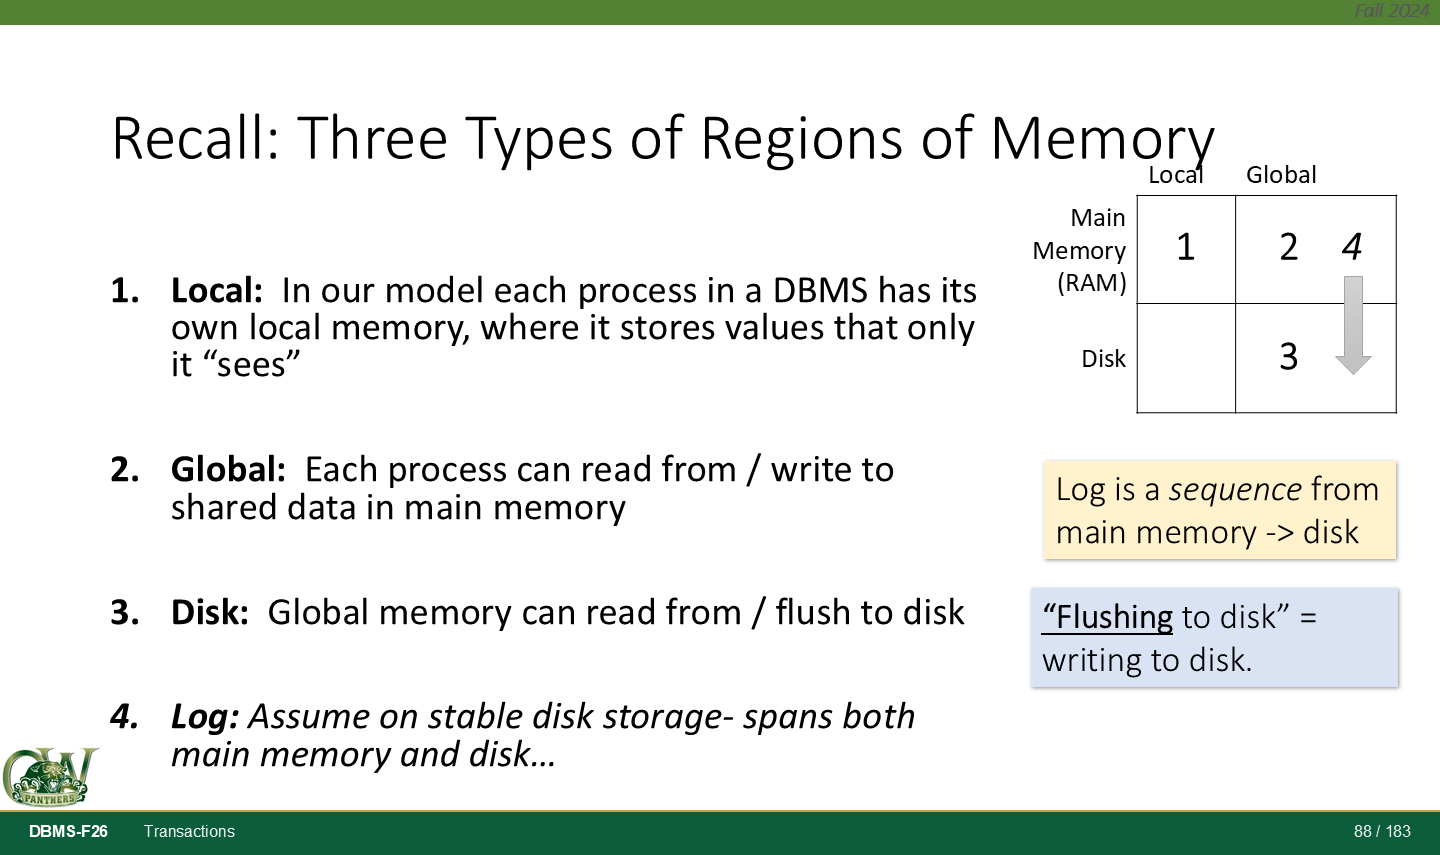 Fall 2024
Recall: Three Types of Regions of Memory
Local Global
Main
Memory
(RAM)
1 2 4
Disk
3
1. Local: In our model each process in a DBMS has its
own local memory, where it stores values that only
it “sees”
2. Global: Each process can read from / write to
shared data in main memory
3. Disk: Global memory can read from / flush to disk
4. Log: Assume on stable disk storage- spans both
main memory and disk…
Log is a sequence from
main memory -> disk
“Flushing to disk” =
writing to disk.
OW
PANTHERS
DBMS-F26 Transactions 88 / 183